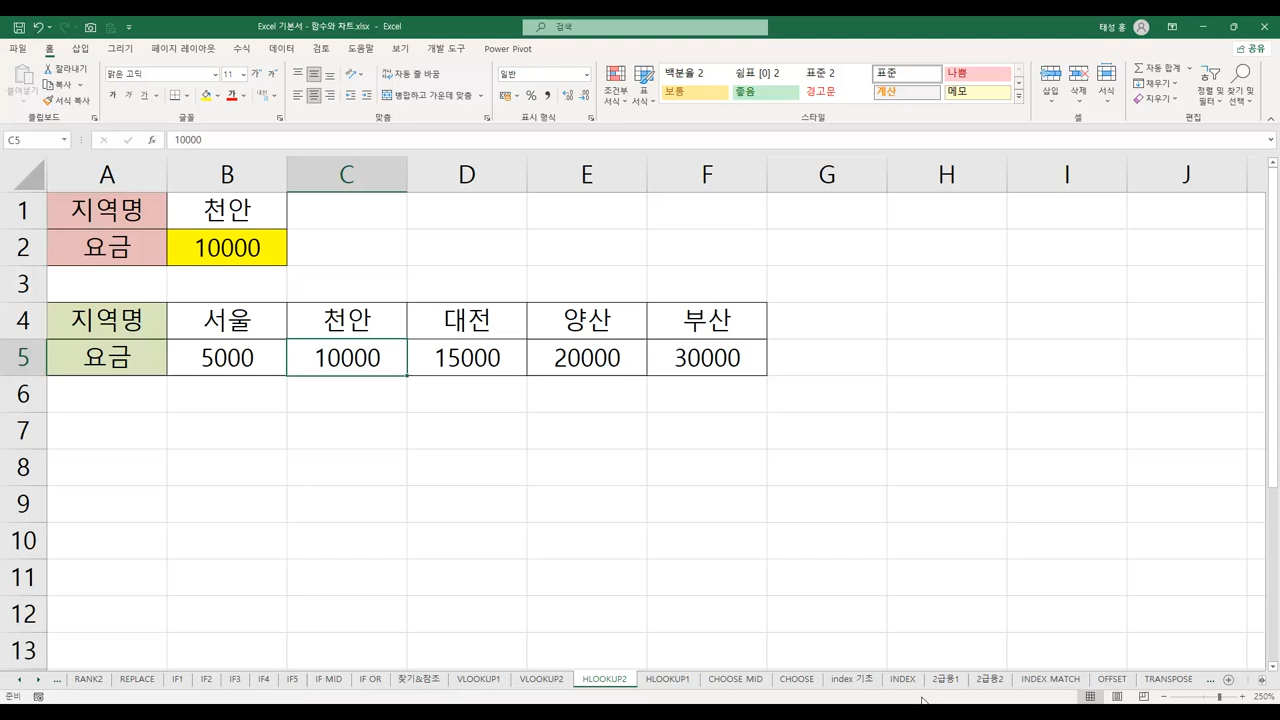 Excel 기본서 - 함수와 차트.xlsx - Excel
검색
태성 홍
파일 홈 삽입 그리기 페이지 레이아웃 수식 데이터 검토 도움말 보기 개발 도구 Power Pivot
공유
붙여넣기
잘라내기
복사
서식 복사
클립보드
맑은 고딕 11
가 가 가
글꼴
자동 줄 바꿈
병합하고 가운데 맞춤
맞춤
일반
표시 형식
조건부 서식
표 서식
백분율 2 쉼표 [0] 2 표준 2 표준 나쁨
보통 좋음 경고문 계산 메모
스타일
삽입 삭제 서식
셀
자동 합계
채우기
지우기
정렬 및 필터
찾기 및 선택
편집
C5 fx 10000
A B C D E F G H I J
1 지역명 천안
2 요금 10000
3
4 지역명 서울 천안 대전 양산 부산
5 요금 5000 10000 15000 20000 30000
6
7
8
9
10
11
12
13
... RANK2 REPLACE IF1 IF2 IF3 IF4 IF5 IF MID IF OR 찾기&참조 VLOOKUP1 VLOOKUP2 HLOOKUP2 HLOOKUP1 CHOOSE MID CHOOSE index 기초 INDEX 2급용1 2급용2 INDEX MATCH OFFSET TRANSPOSE ...
준비
250%